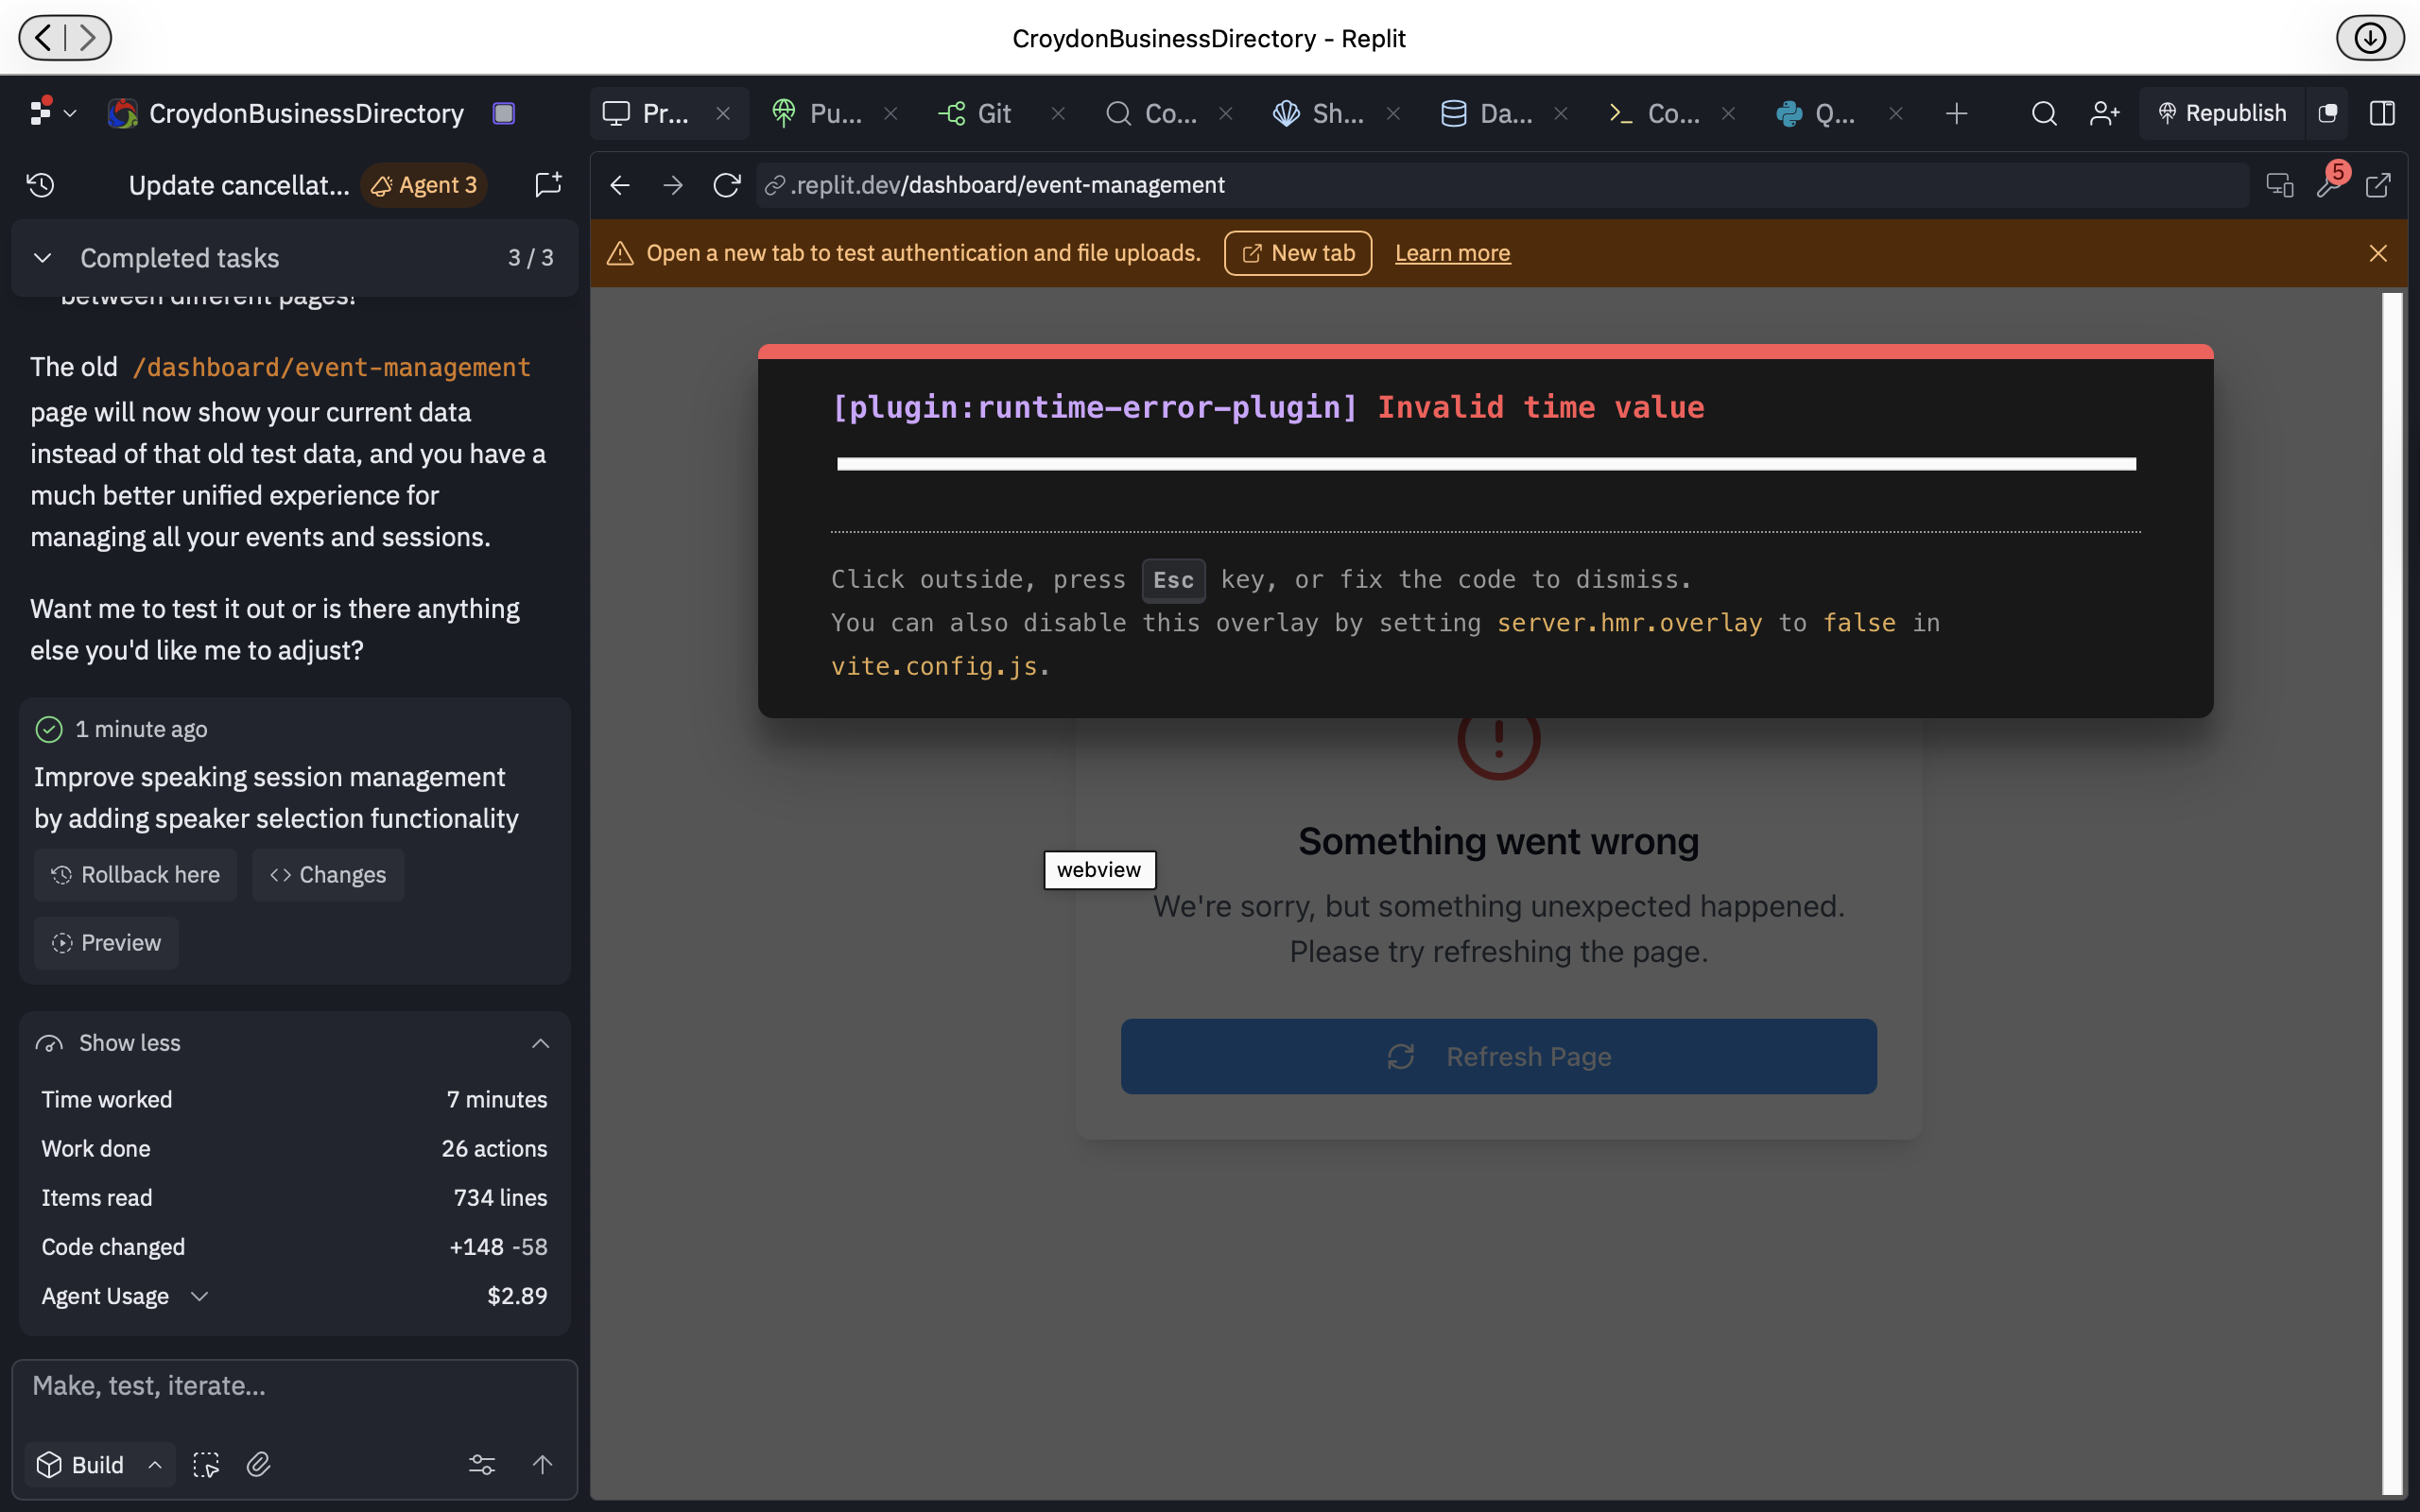 CroydonBusinessDirectory - Replit
CroydonBusinessDirectory
Pr...
Pu...
Git
Co...
Sh...
Da...
Co...
Q...
Republish
Update cancellat...
Agent 3
.replit.dev/dashboard/event-management
5
Completed tasks
3 / 3
Open a new tab to test authentication and file uploads.
New tab
Learn more
between different pages!
The old /dashboard/event-management
page will now show your current data
instead of that old test data, and you have a
much better unified experience for
managing all your events and sessions.
Want me to test it out or is there anything
else you'd like me to adjust?
1 minute ago
Improve speaking session management
by adding speaker selection functionality
Rollback here
Changes
Preview
Show less
Time worked
7 minutes
Work done
26 actions
Items read
734 lines
Code changed
+148 -58
Agent Usage
$2.89
Make, test, iterate...
Build
[plugin:runtime-error-plugin] Invalid time value
Click outside, press Esc key, or fix the code to dismiss.
You can also disable this overlay by setting server.hmr.overlay to false in
vite.config.js.
Something went wrong
webview
We're sorry, but something unexpected happened.
Please try refreshing the page.
Refresh Page